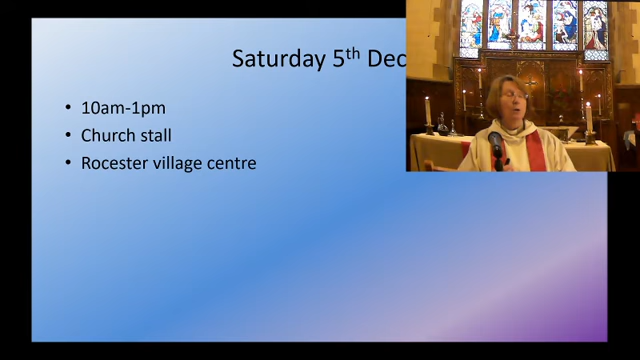 Saturday 5th Dec
10am-1pm
Church stall
Rocester village centre